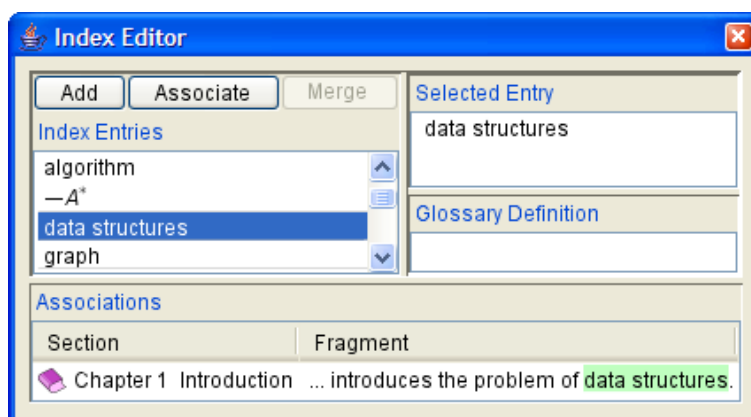 Index Editor
Add Associate Merge
Index Entries
algorithm
—A*
data structures
graph
Selected Entry
data structures
Glossary Definition
Associations
Section Fragment
Chapter 1 Introduction ... introduces the problem of data structures.